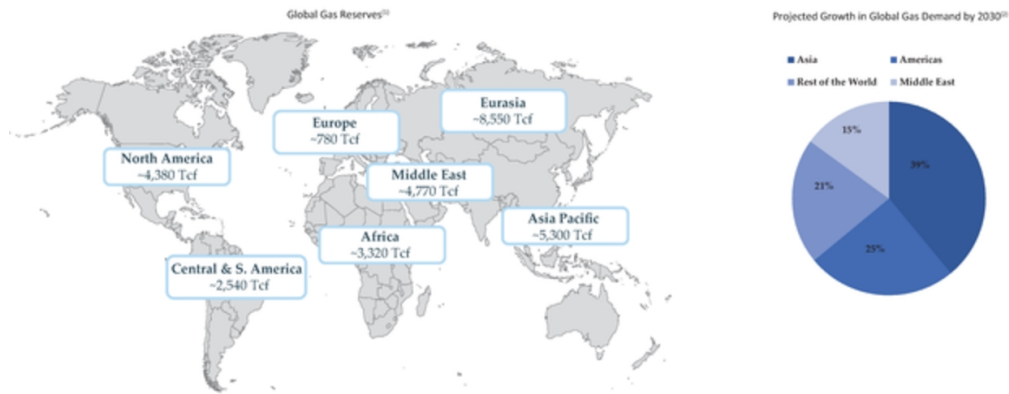 Global Gas Reserves(1)
Europe
~780 Tcf
Eurasia
~8,550 Tcf
North America
~4,380 Tcf
Middle East
~4,770 Tcf
Asia Pacific
~5,300 Tcf
Africa
~3,320 Tcf
Central & S. America
~2,540 Tcf
Projected Growth in Global Gas Demand by 2030(2)
Asia Americas
Rest of the World Middle East
15%
39%
21%
25%